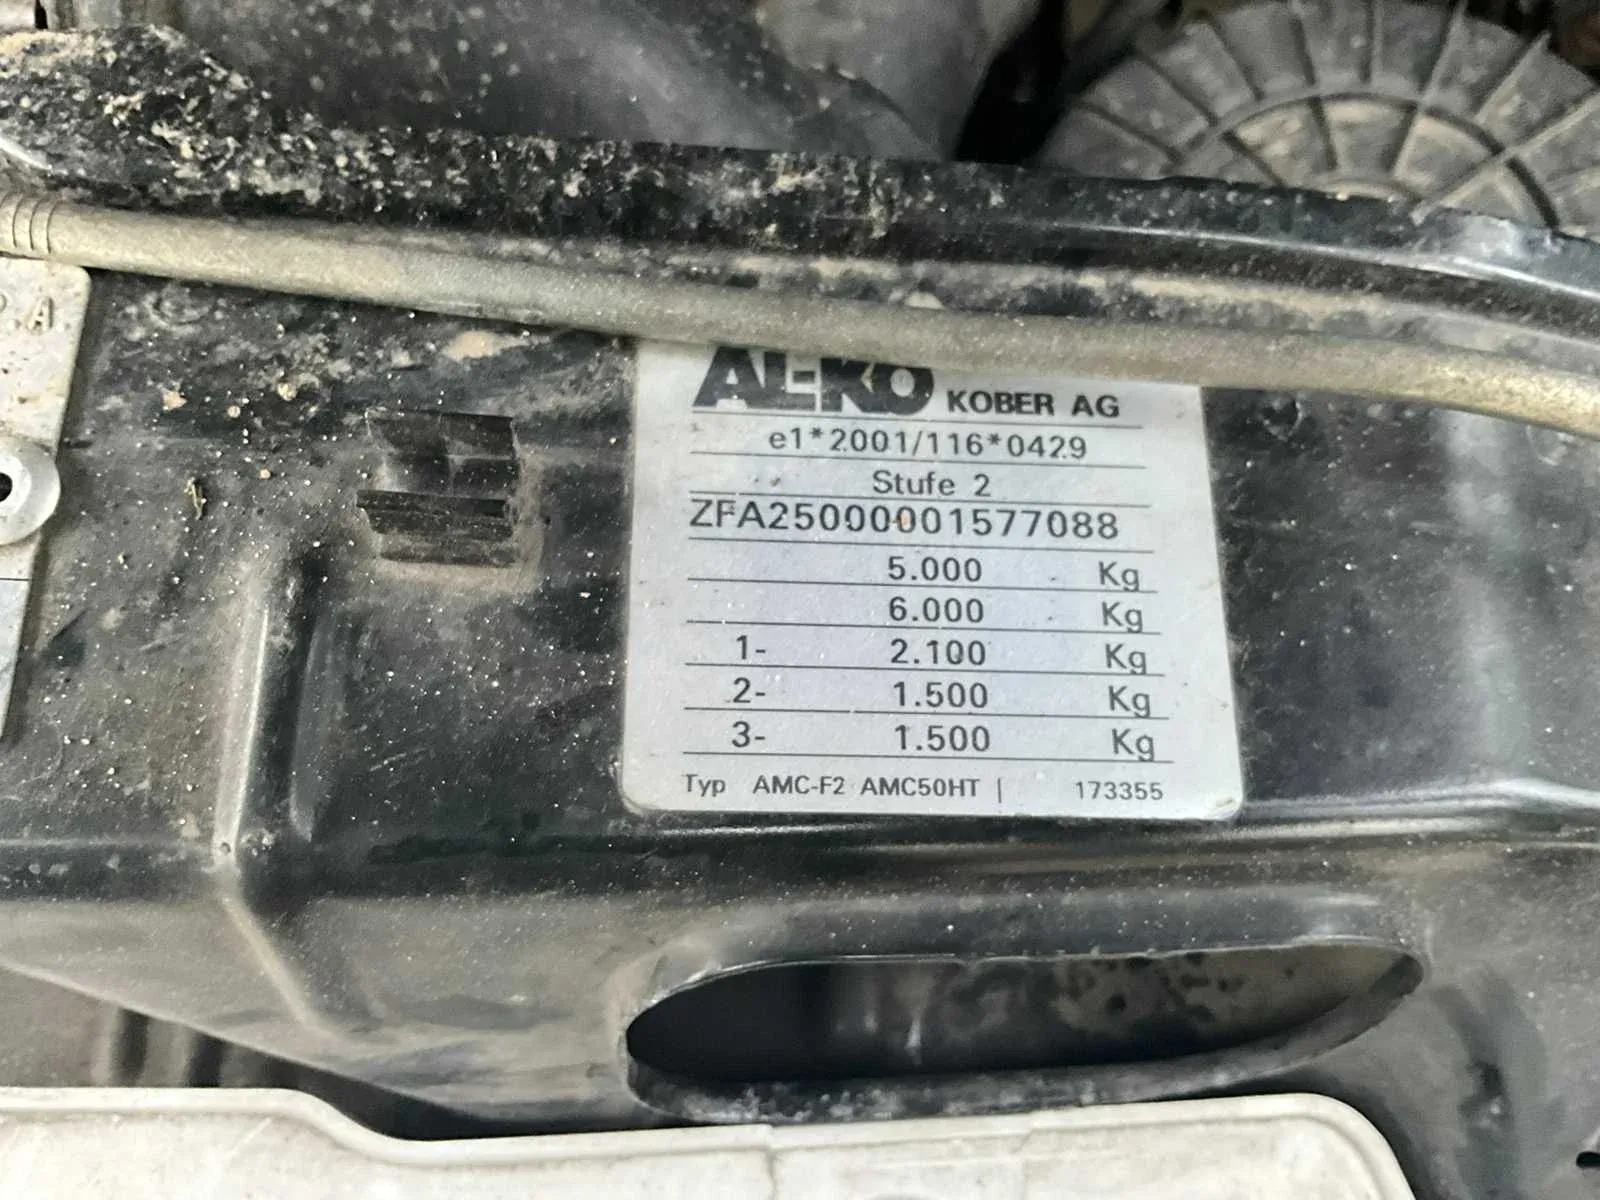 AL-KO KOBER AG
e1*2001/116*0429
Stufe 2
ZFA25000001577088
5.000 Kg
6.000 Kg
1- 2.100 Kg
2- 1.500 Kg
3- 1.500 Kg
Typ AMC-F2 AMC50HT | 173355